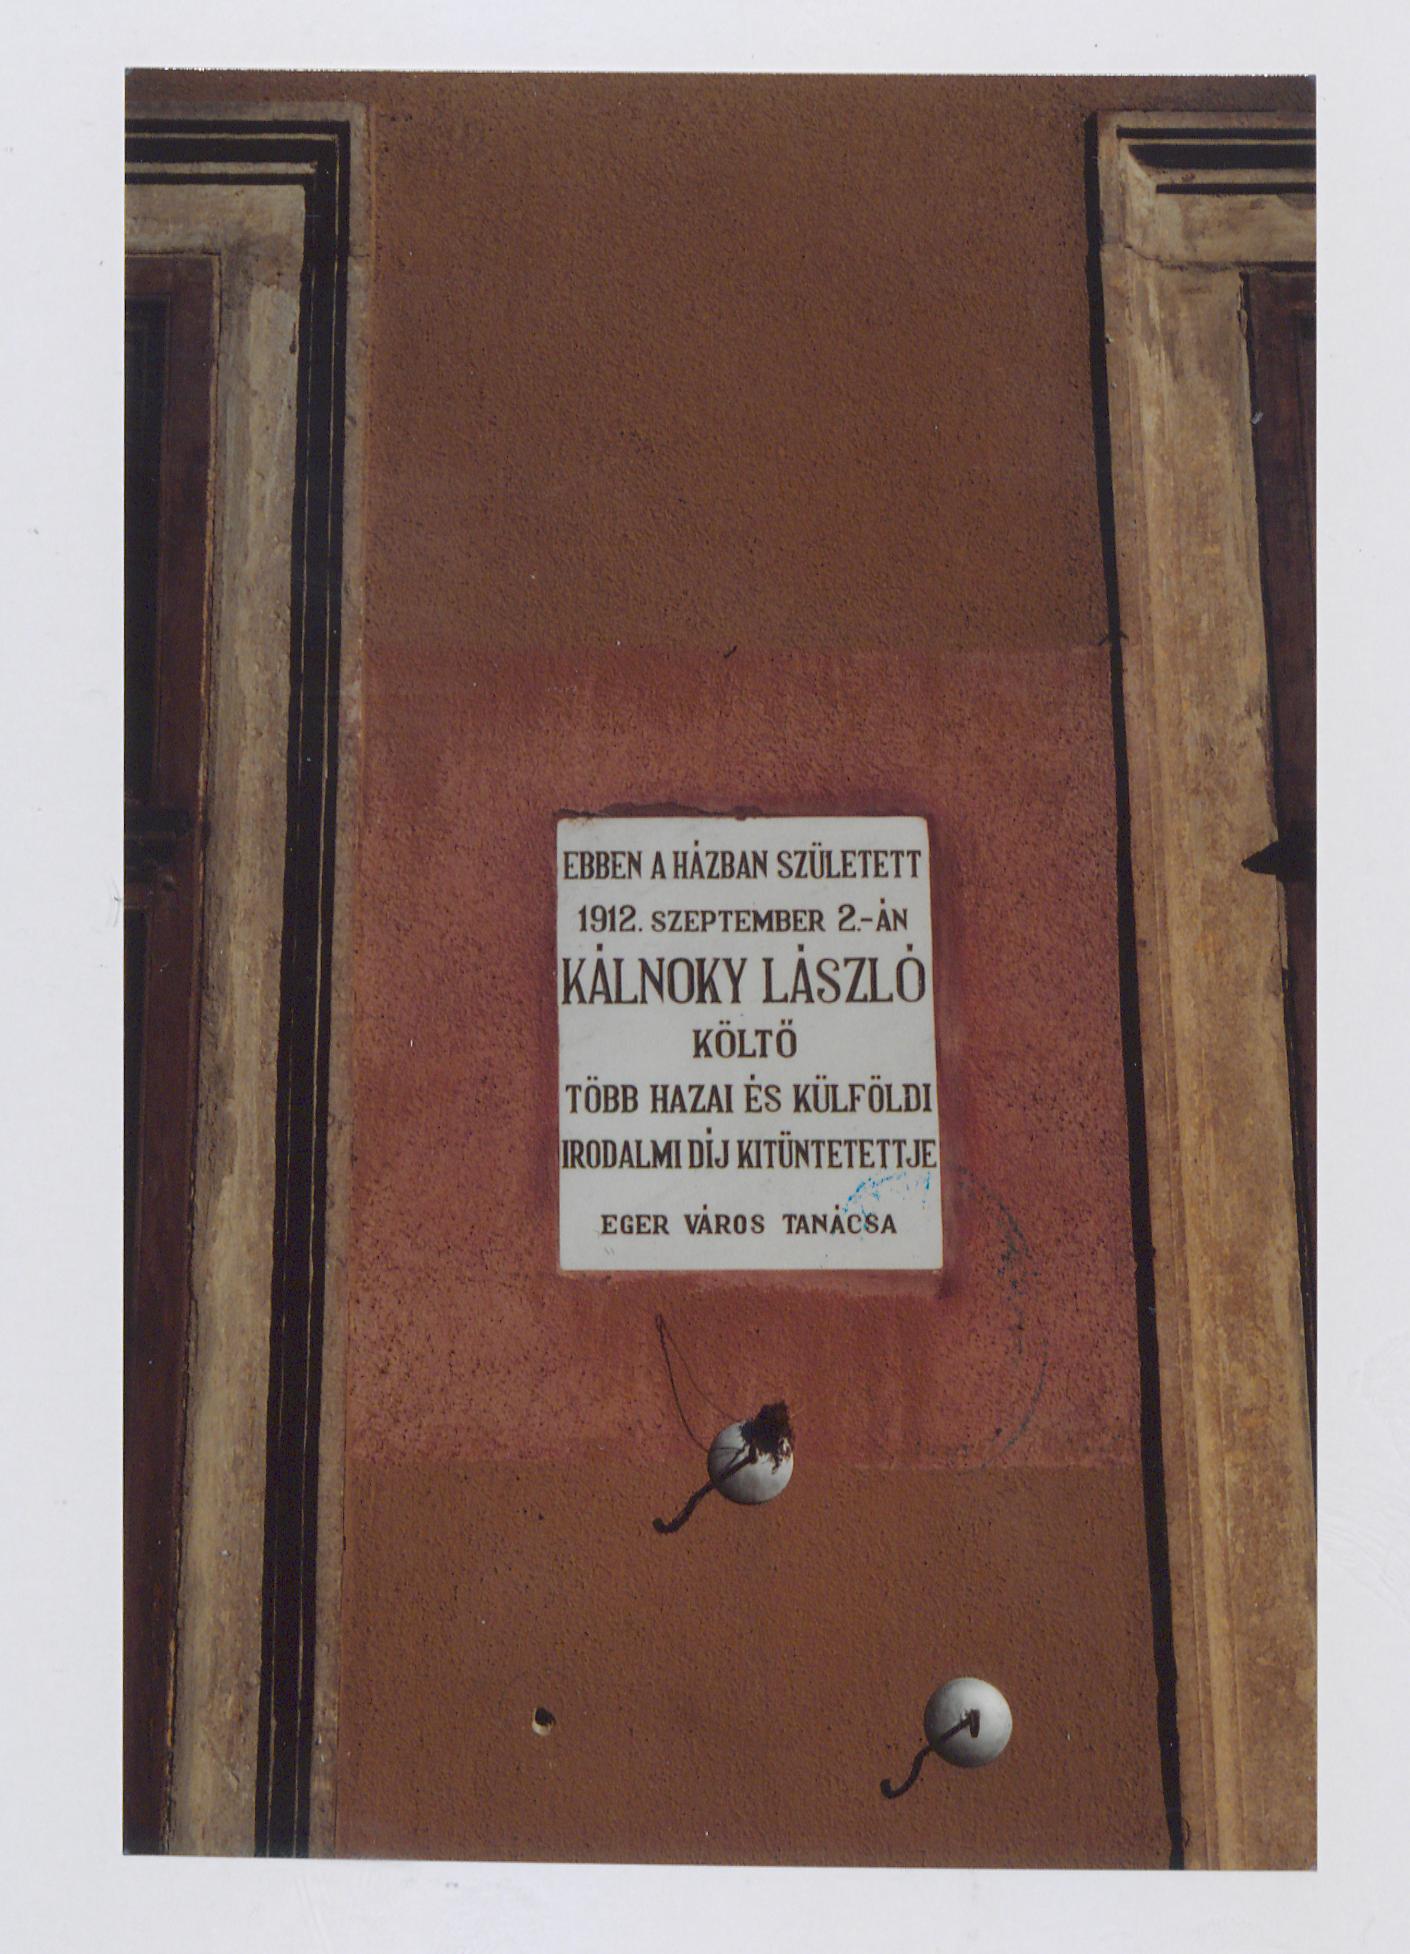 EBBEN A HÁZBAN SZÜLETETT
1912. SZEPTEMBER 2.-ÁN
KÁLNOKY LÁSZLÓ
KÖLTŐ
TÖBB HAZAI ÉS KÜLFÖLDI
IRODALMI DÍJ KITÜNTETETTJE
EGER VÁROS TANÁCSA